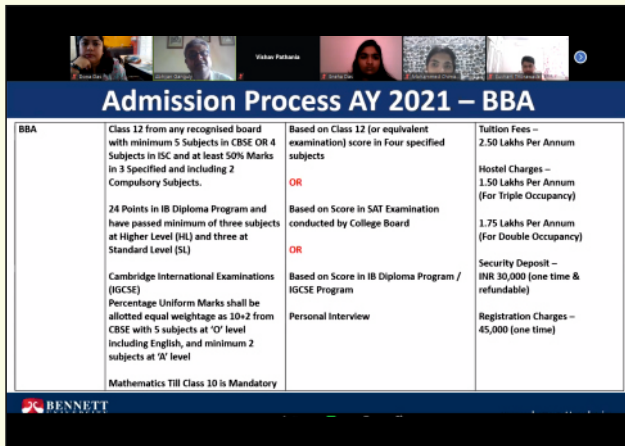 Vishav Pathania
Sneha Das
Admission Process AY 2021 – BBA
BBA
Class 12 from any recognised board
with minimum 5 Subjects in CBSE OR 4
Subjects in ISC and at least 50% Marks
in 3 Specified and including 2
Compulsory Subjects.
24 Points in IB Diploma Program and
have passed minimum of three subjects
at Higher Level (HL) and three at
Standard Level (SL)
Cambridge International Examinations
(IGCSE)
Percentage Uniform Marks shall be
allotted equal weightage as 10+2 from
CBSE with 5 subjects at ‘O’ level
including English, and minimum 2
subjects at ‘A’ level
Mathematics Till Class 10 is Mandatory
Based on Class 12 (or equivalent
examination) score in Four specified
subjects
OR
Based on Score in SAT Examination
conducted by College Board
OR
Based on Score in IB Diploma Program /
IGCSE Program
Personal Interview
Tuition Fees –
2.50 Lakhs Per Annum
Hostel Charges –
1.50 Lakhs Per Annum
(For Triple Occupancy)
1.75 Lakhs Per Annum
(For Double Occupancy)
Security Deposit –
INR 30,000 (one time &
refundable)
Registration Charges –
45,000 (one time)
BENNETT